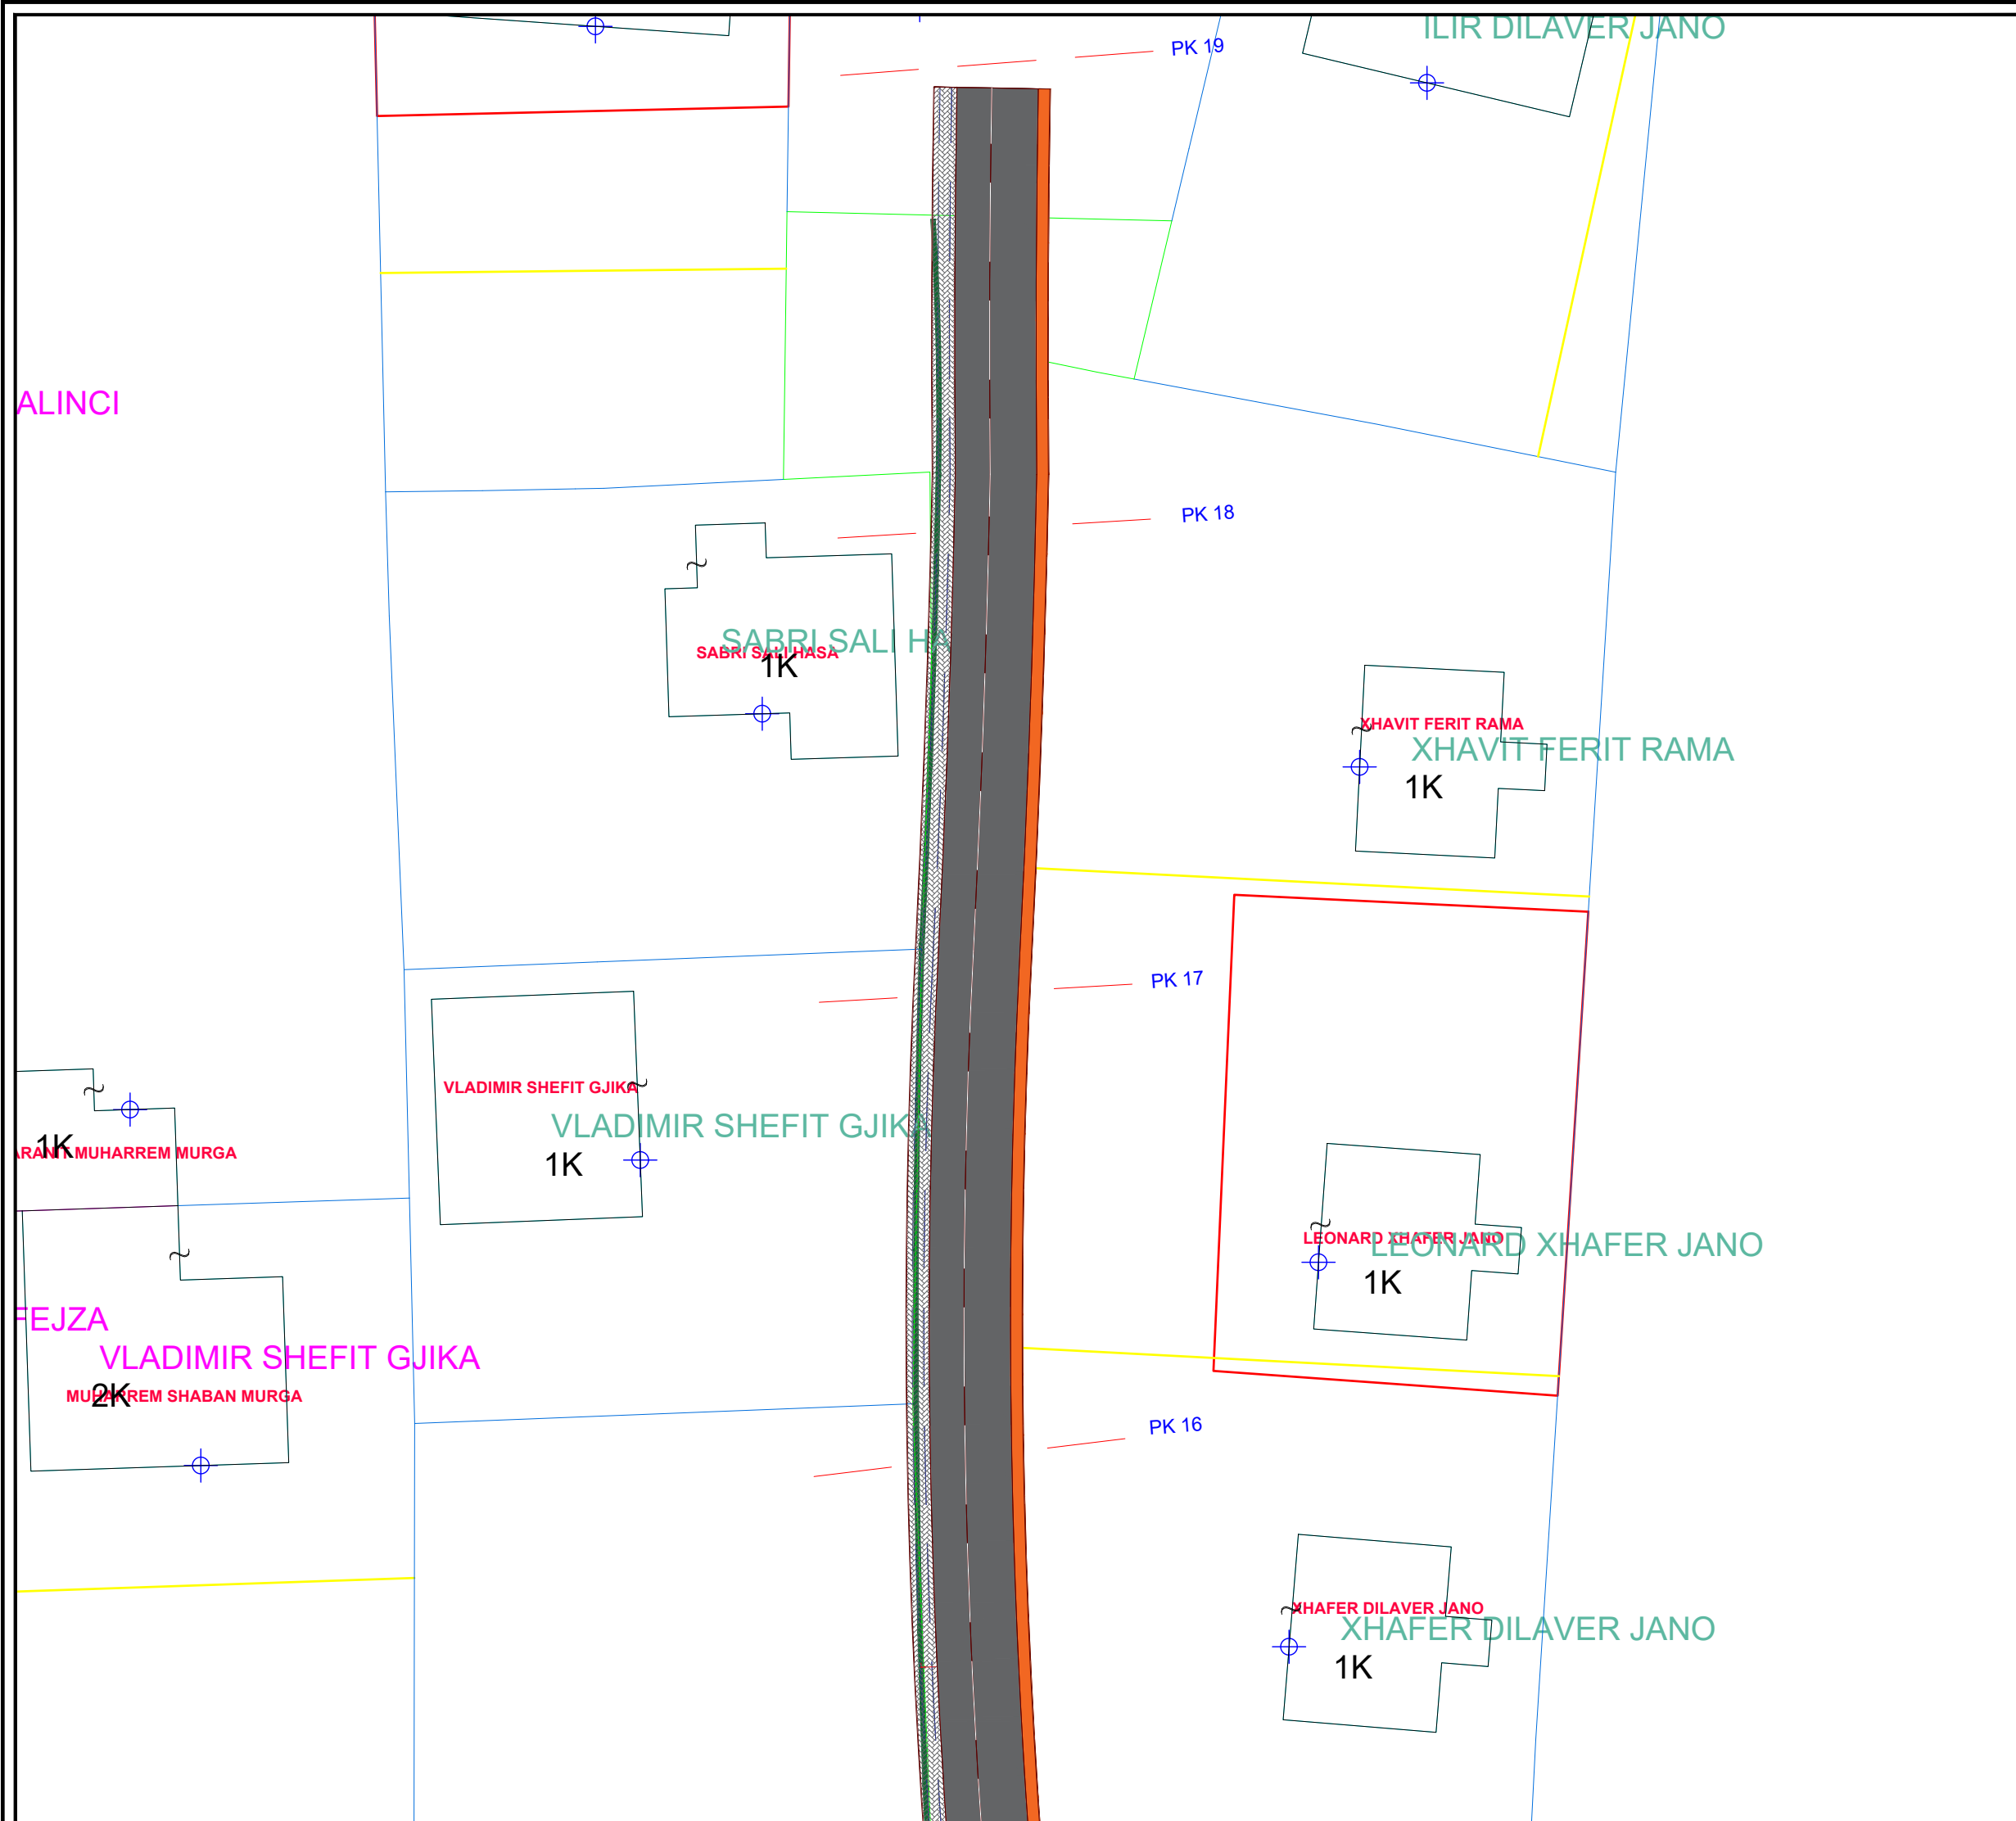 ILIR DILAVER JANO
PK 19
ALINCI
PK 18
SABRI SALI HA
SABRI SALI HASA
1K
XHAVIT FERIT RAMA
XHAVIT FERIT RAMA
1K
PK 17
VLADIMIR SHEFIT GJIKA
VLADIMIR SHEFIT GJIKA
1K
1K
MUHARREM MURGA
LEONARD XHAFER JANO
LEONARD XHAFER JANO
1K
FEJZA
VLADIMIR SHEFIT GJIKA
2K
MUHARREM SHABAN MURGA
PK 16
XHAFER DILAVER JANO
XHAFER DILAVER JANO
1K